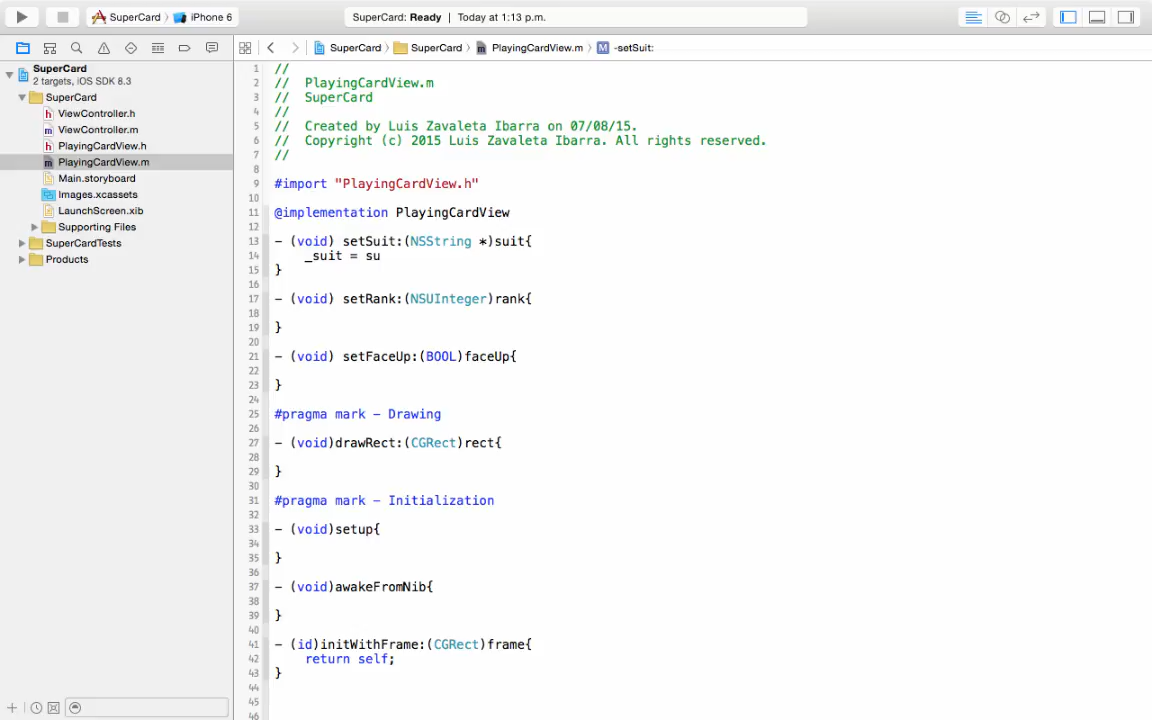 SuperCard
iPhone 6
SuperCard: Ready | Today at 1:13 p.m.
SuperCard
SuperCard
PlayingCardView.m
M
-setSuit:
SuperCard
2 targets, iOS SDK 8.3
SuperCard
h ViewController.h
m ViewController.m
h PlayingCardView.h
m PlayingCardView.m
Main.storyboard
Images.xcassets
LaunchScreen.xib
Supporting Files
SuperCardTests
Products
1 //
2 // PlayingCardView.m
3 // SuperCard
4 //
5 // Created by Luis Zavaleta Ibarra on 07/08/15.
6 // Copyright (c) 2015 Luis Zavaleta Ibarra. All rights reserved.
7 //
8
9 #import "PlayingCardView.h"
10
11 @implementation PlayingCardView
12
13 - (void) setSuit:(NSString *)suit{
14 _suit = su
15 }
16
17 - (void) setRank:(NSUInteger)rank{
18
19 }
20
21 - (void) setFaceUp:(BOOL)faceUp{
22
23 }
24
25 #pragma mark - Drawing
26
27 - (void)drawRect:(CGRect)rect{
28
29 }
30
31 #pragma mark - Initialization
32
33 - (void)setup{
34
35 }
36
37 - (void)awakeFromNib{
38
39 }
40
41 - (id)initWithFrame:(CGRect)frame{
42 return self;
43 }
44
45
46